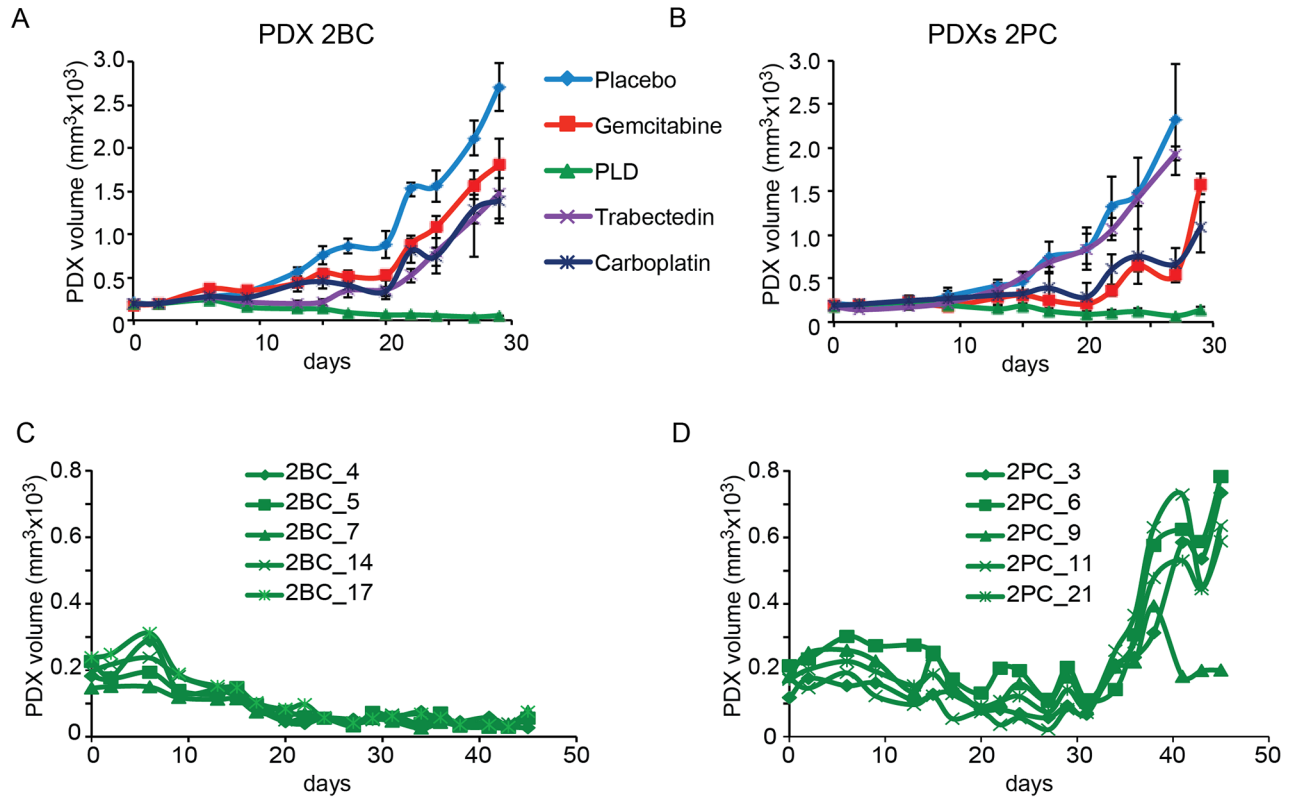 A
PDX 2BC
PDX volume (mm³x10³)
3.0
2.5
2.0
1.5
1.0
0.5
0
0 10 20 30
days
Placebo
Gemcitabine
PLD
Trabectedin
Carboplatin
B
PDXs 2PC
PDX volume (mm³x10³)
3.0
2.5
2.0
1.5
1.0
0.5
0
0 10 20 30
days
C
PDX volume (mm³x10³)
0.8
0.6
0.4
0.2
0
0 10 20 30 40 50
days
2BC_4
2BC_5
2BC_7
2BC_14
2BC_17
D
PDX volume (mm³x10³)
0.8
0.6
0.4
0.2
0
0 10 20 30 40 50
days
2PC_3
2PC_6
2PC_9
2PC_11
2PC_21